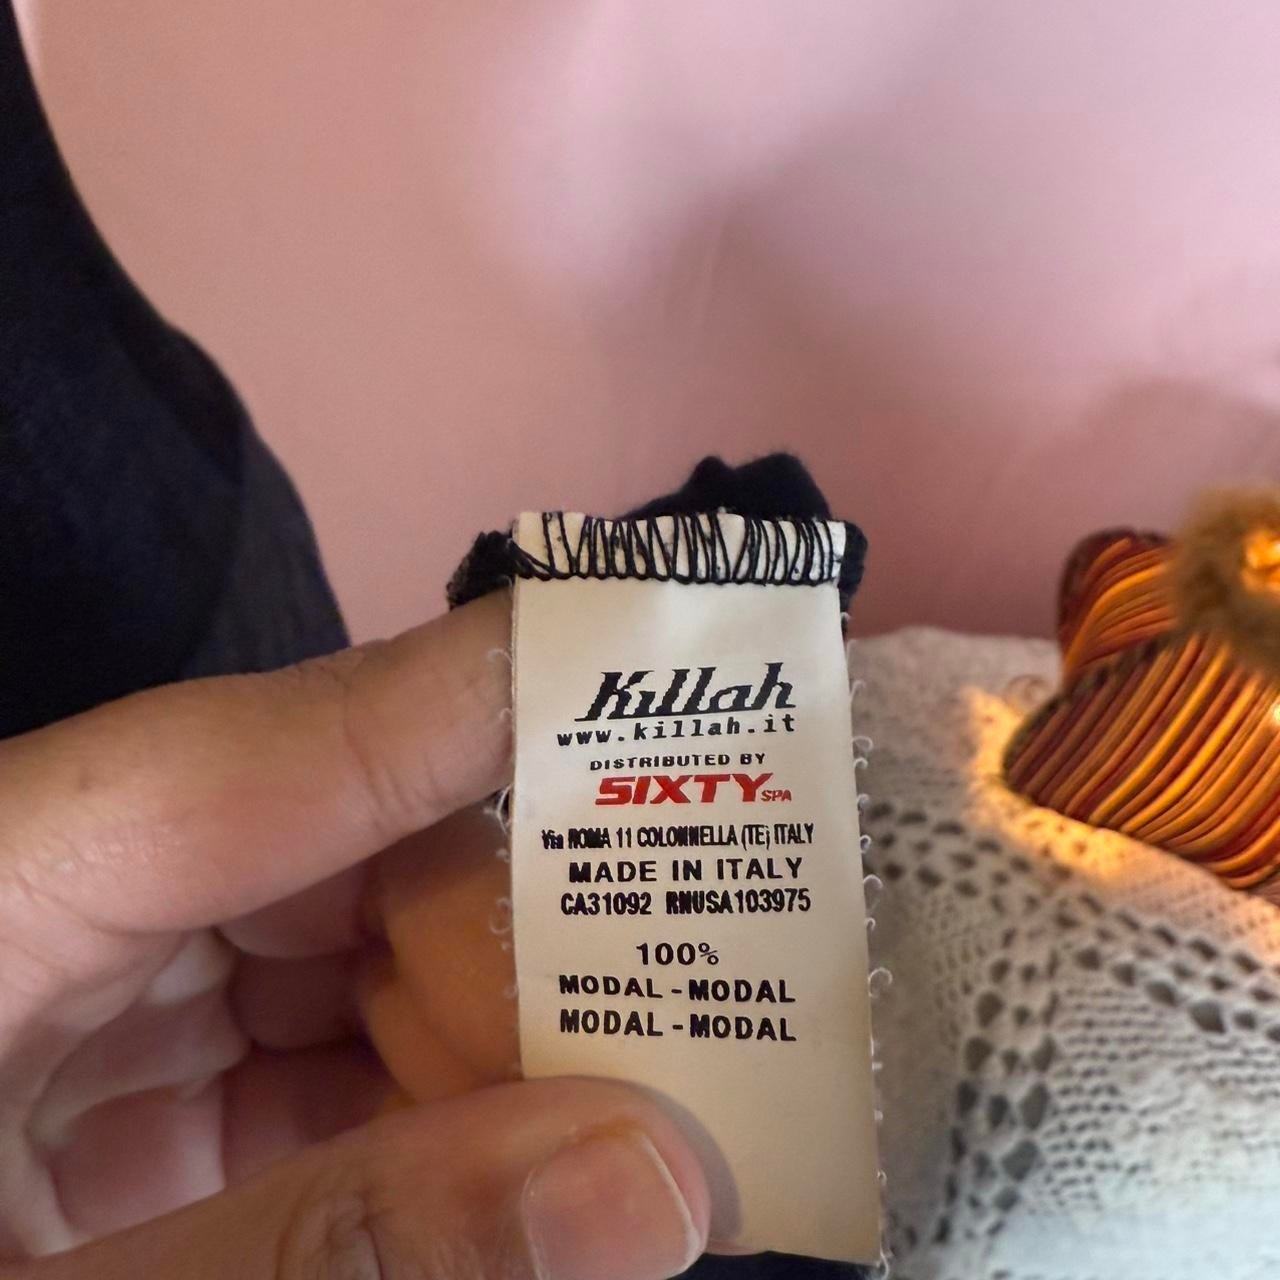 Killah
www.killah.it
DISTRIBUTED BY
SIXTY SPA
Via ROMA 11 COLONNELLA (TE) ITALY
MADE IN ITALY
CA31092 RNUSA103975
100%
MODAL - MODAL
MODAL - MODAL